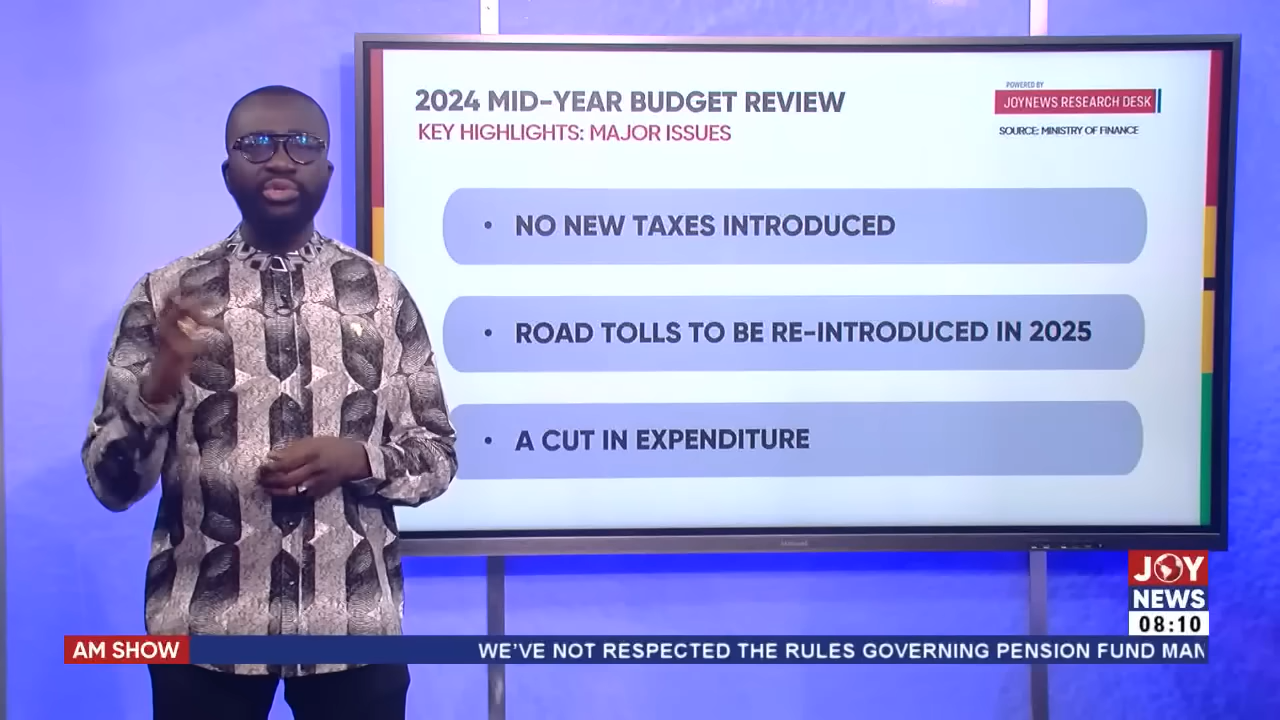 2024 MID-YEAR BUDGET REVIEW
KEY HIGHLIGHTS: MAJOR ISSUES
POWERED BY
JOYNEWS RESEARCH DESK
SOURCE: MINISTRY OF FINANCE
• NO NEW TAXES INTRODUCED
• ROAD TOLLS TO BE RE-INTRODUCED IN 2025
• A CUT IN EXPENDITURE
JOY
NEWS
08:10
AM SHOW
WE'VE NOT RESPECTED THE RULES GOVERNING PENSION FUND MAN